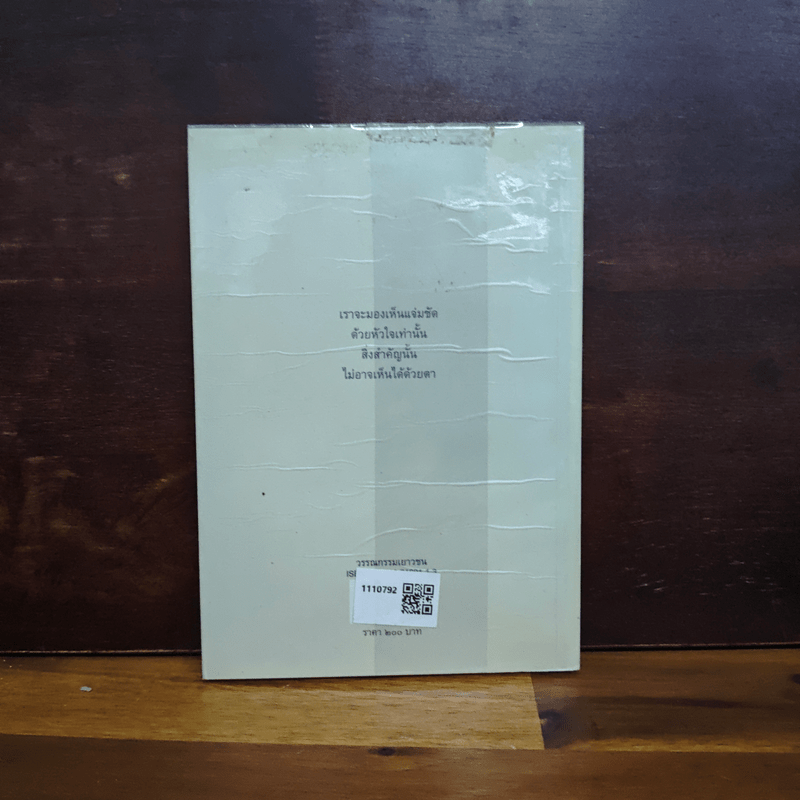 เราจะมองเห็นแจ่มชัด
ด้วยหัวใจเท่านั้น
สิ่งสำคัญนั้น
ไม่อาจเห็นได้ด้วยตา
วรรณกรรมเยาวชน
1110792
ราคา ๒๐๐ บาท